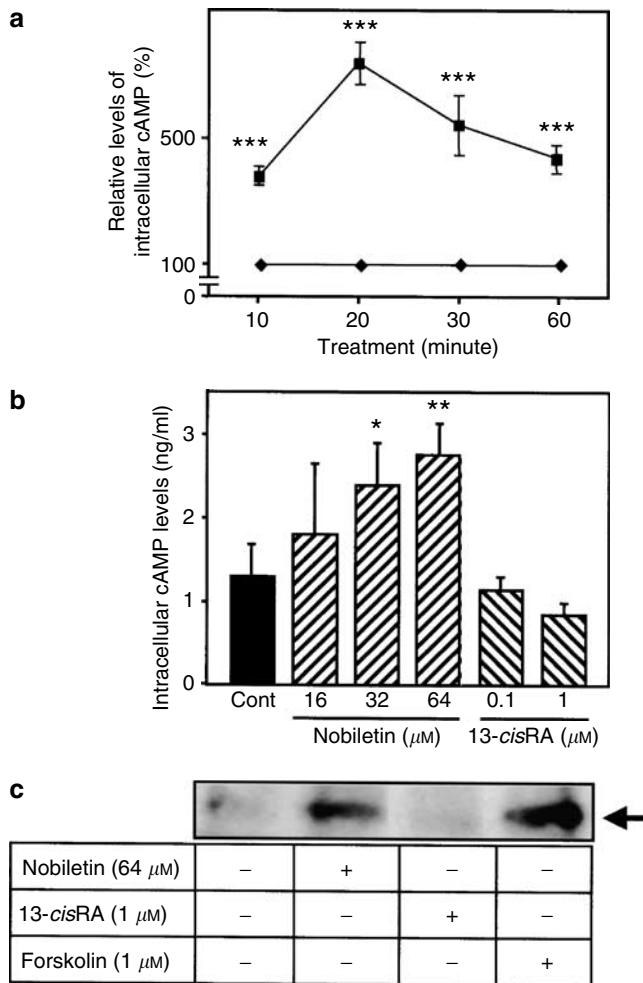 a
Relative levels of
intracellular cAMP (%)
500
100
0
***
***
***
***
10 20 30 60
Treatment (minute)
b
Intracellular cAMP levels (ng/ml)
3
2
1
0
*
**
Cont 16 32 64 0.1 1
Nobiletin (μM) 13-cisRA (μM)
c
Nobiletin (64 μM) – + – –
13-cisRA (1 μM) – – + –
Forskolin (1 μM) – – – +